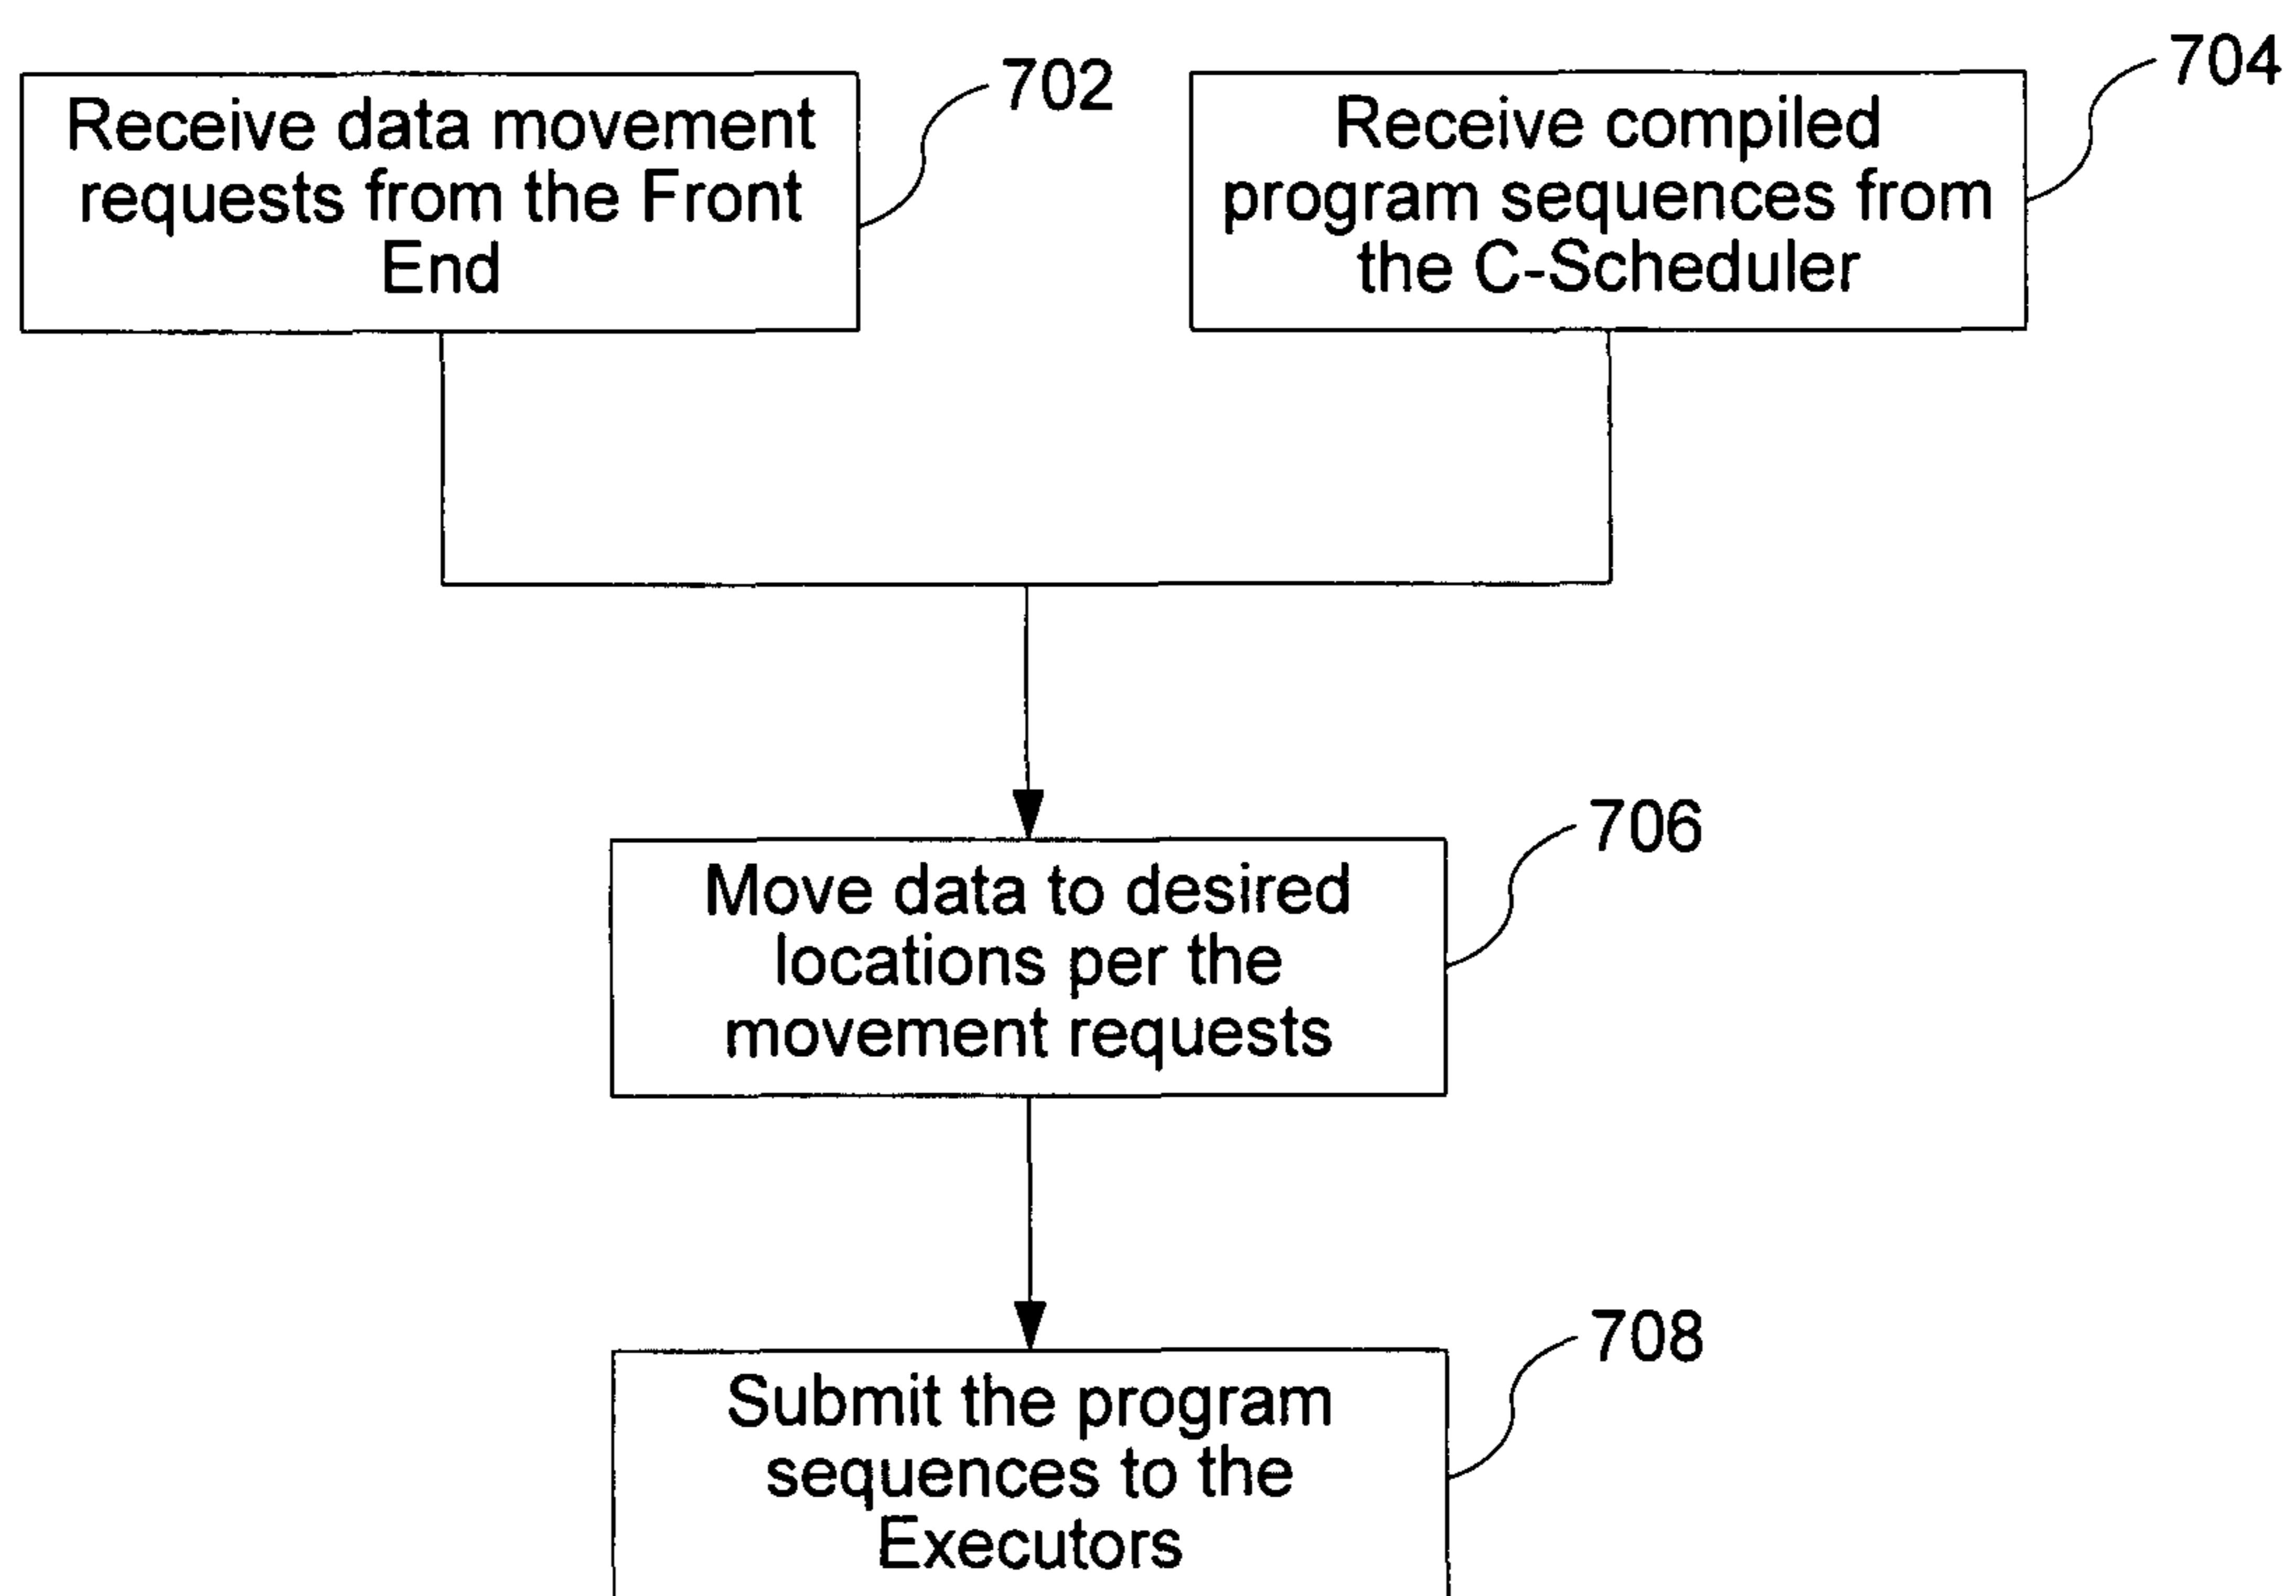 Receive data movement
requests from the Front
End
702
Receive compiled
program sequences from
the C-Scheduler
704
Move data to desired
locations per the
movement requests
706
Submit the program
sequences to the
Executors
708